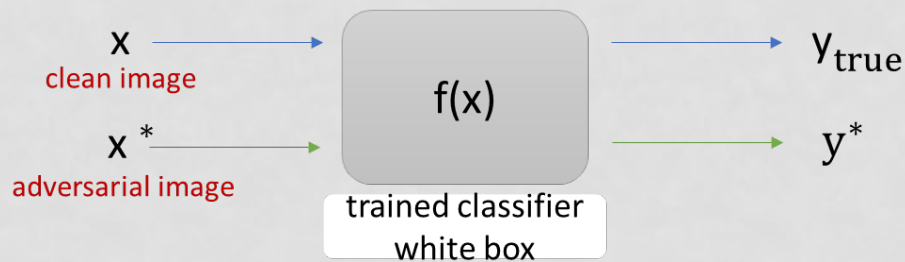 x
clean image
f(x)
y_true
x *
adversarial image
y*
trained classifier
white box